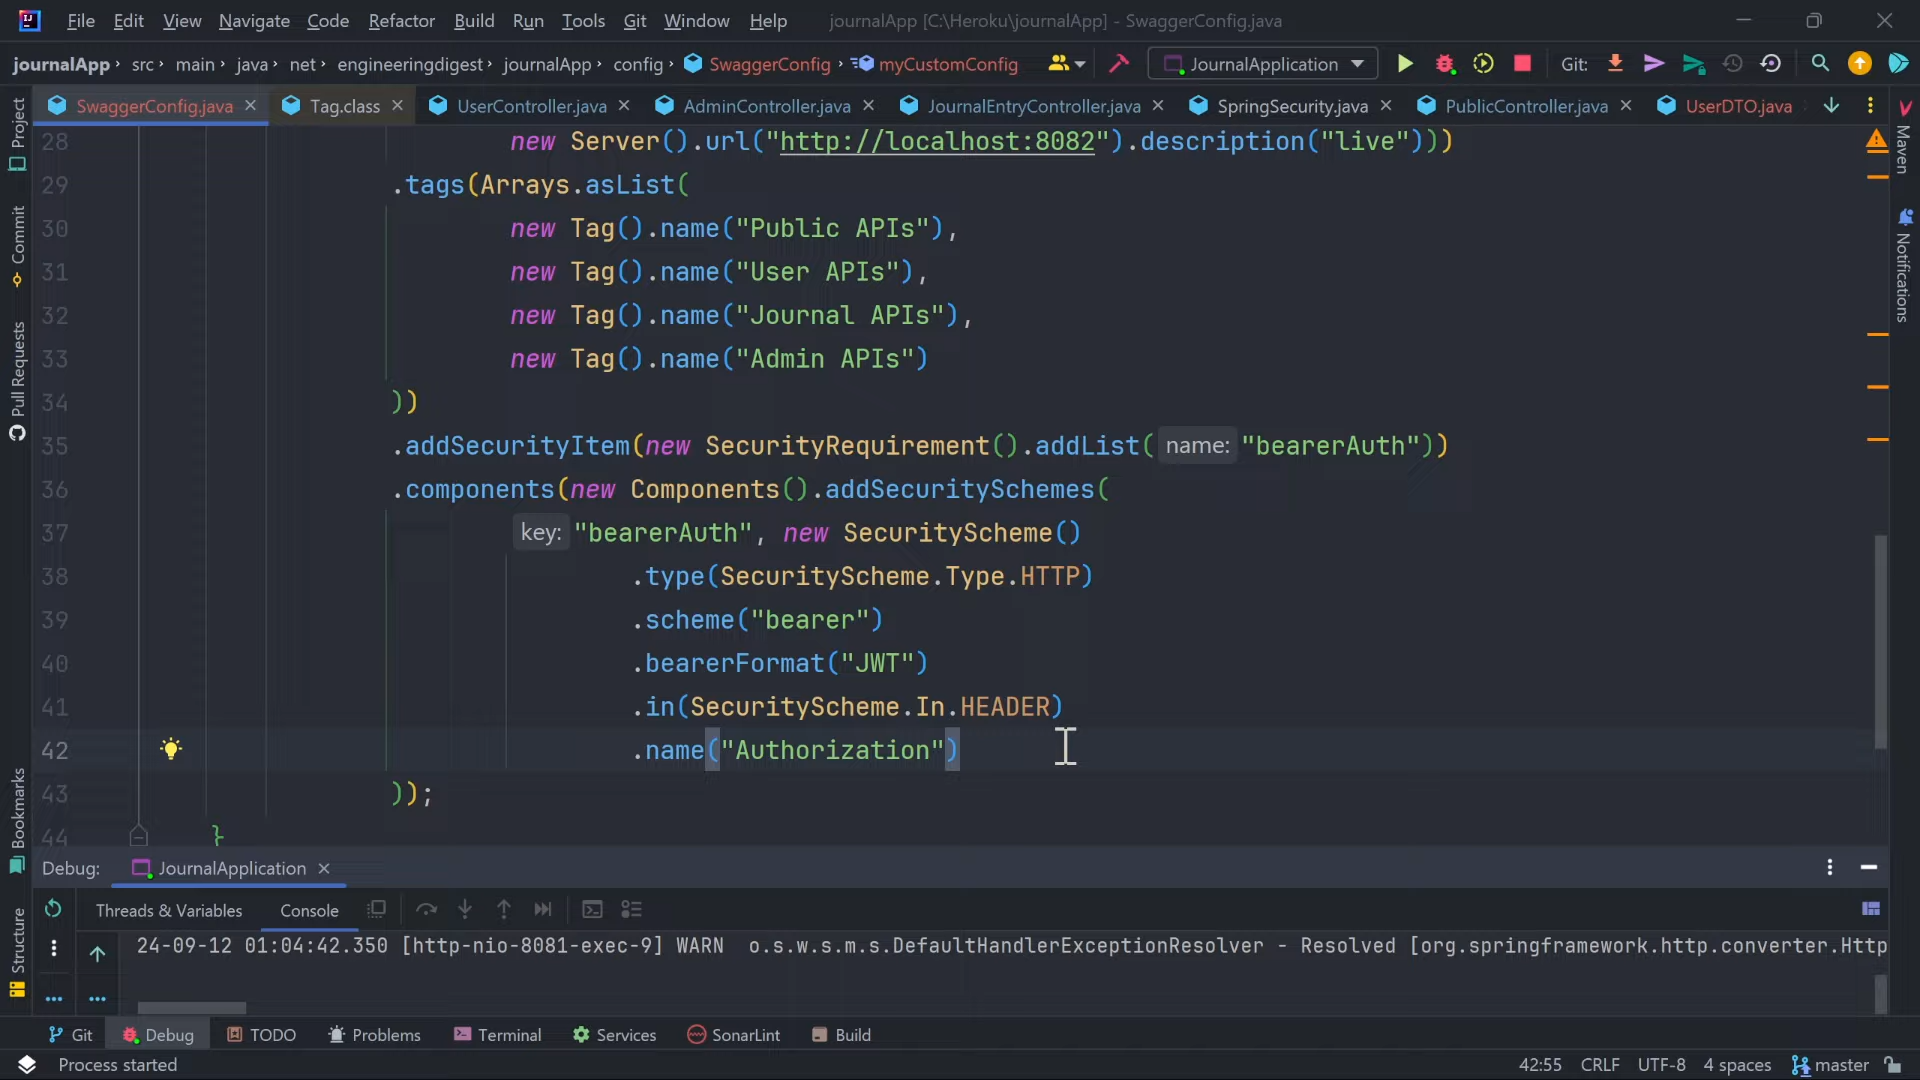 File Edit View Navigate Code Refactor Build Run Tools Git Window Help journalApp [C:\Heroku\journalApp] - SwaggerConfig.java
journalApp src main java net engineeringdigest journalApp config SwaggerConfig myCustomConfig JournalApplication Git:
SwaggerConfig.java Tag.class UserController.java AdminController.java JournalEntryController.java SpringSecurity.java PublicController.java UserDTO.java
Project
Commit
Pull Requests
Bookmarks
Structure
Maven
Notifications
28 new Server().url("http://localhost:8082").description("live")))
29 .tags(Arrays.asList(
30 new Tag().name("Public APIs"),
31 new Tag().name("User APIs"),
32 new Tag().name("Journal APIs"),
33 new Tag().name("Admin APIs")
34 ))
35 .addSecurityItem(new SecurityRequirement().addList( name: "bearerAuth"))
36 .components(new Components().addSecuritySchemes(
37 key: "bearerAuth", new SecurityScheme()
38 .type(SecurityScheme.Type.HTTP)
39 .scheme("bearer")
40 .bearerFormat("JWT")
41 .in(SecurityScheme.In.HEADER)
42 .name("Authorization")
43 ));
44 }
Debug: JournalApplication
Threads & Variables Console
24-09-12 01:04:42.350 [http-nio-8081-exec-9] WARN o.s.w.s.m.s.DefaultHandlerExceptionResolver - Resolved [org.springframework.http.converter.Http
Git Debug TODO Problems Terminal Services SonarLint Build
Process started 42:55 CRLF UTF-8 4 spaces master